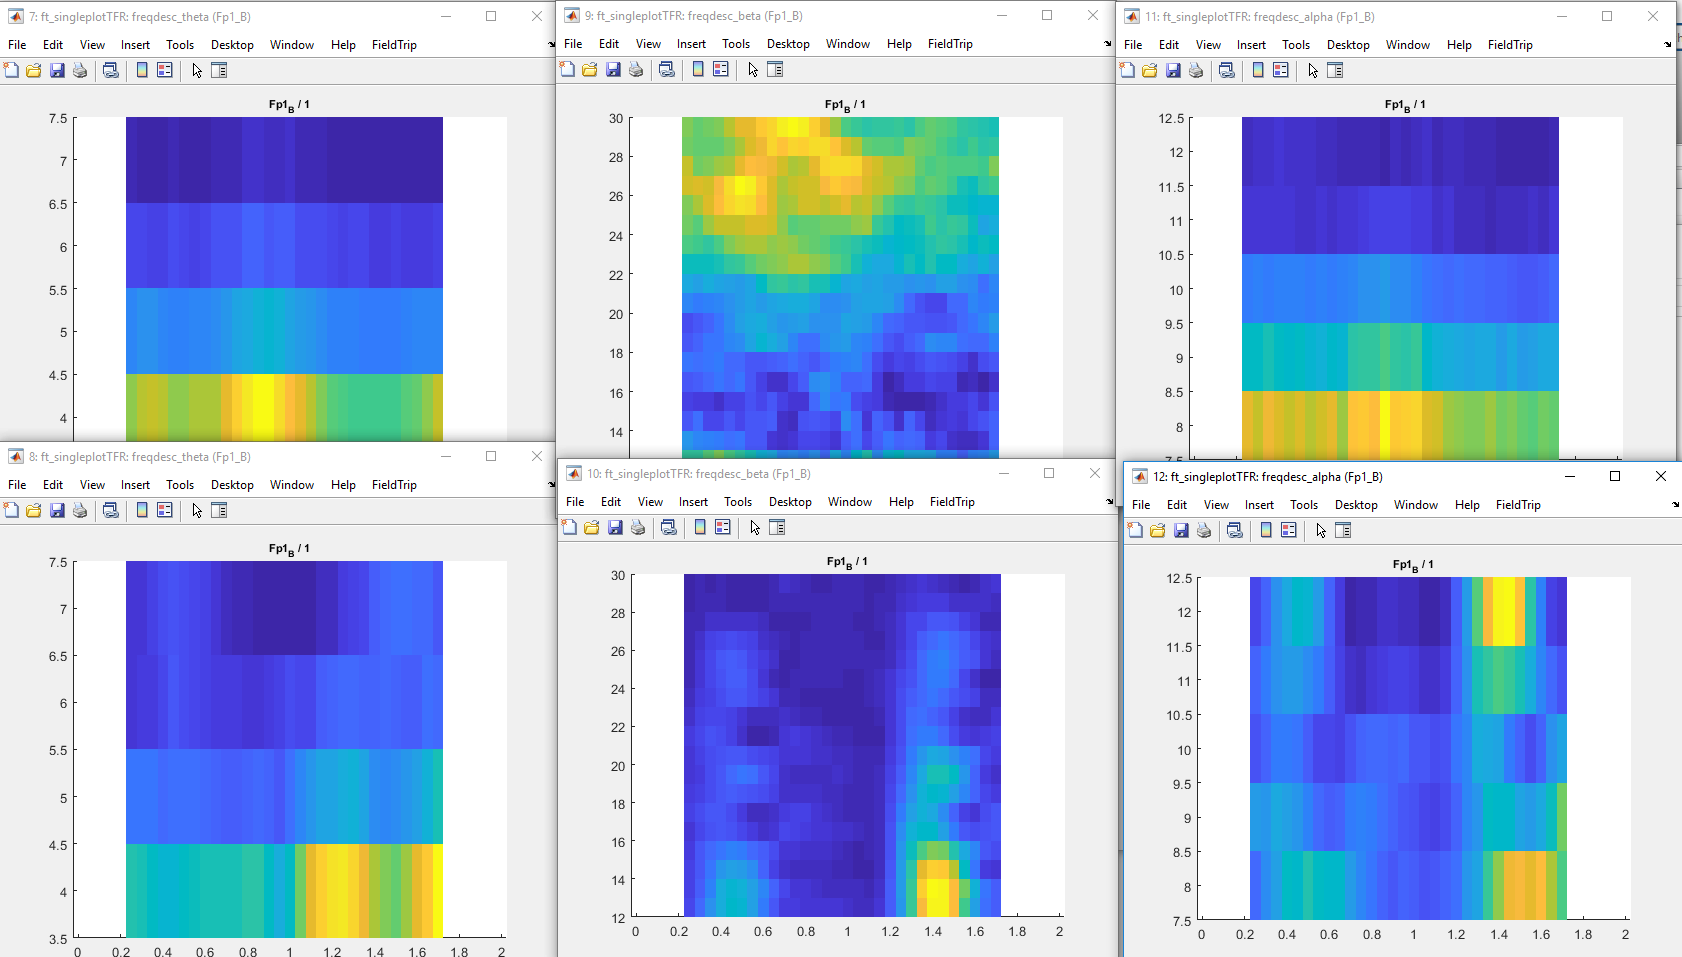 7: ft_singleplotTFR: freqdesc_theta (Fp1_B)
File Edit View Insert Tools Desktop Window Help FieldTrip
Fp1B / 1
7.5
7
6.5
6
5.5
5
4.5
4
9: ft_singleplotTFR: freqdesc_beta (Fp1_B)
File Edit View Insert Tools Desktop Window Help FieldTrip
Fp1B / 1
30
28
26
24
22
20
18
16
14
11: ft_singleplotTFR: freqdesc_alpha (Fp1_B)
File Edit View Insert Tools Desktop Window Help FieldTrip
Fp1B / 1
12.5
12
11.5
11
10.5
10
9.5
9
8.5
8
7.5
8: ft_singleplotTFR: freqdesc_theta (Fp1_B)
File Edit View Insert Tools Desktop Window Help FieldTrip
Fp1B / 1
7.5
7
6.5
6
5.5
5
4.5
4
3.5
0 0.2 0.4 0.6 0.8 1 1.2 1.4 1.6 1.8 2
10: ft_singleplotTFR: freqdesc_beta (Fp1_B)
File Edit View Insert Tools Desktop Window Help FieldTrip
Fp1B / 1
30
28
26
24
22
20
18
16
14
12
0 0.2 0.4 0.6 0.8 1 1.2 1.4 1.6 1.8 2
12: ft_singleplotTFR: freqdesc_alpha (Fp1_B)
File Edit View Insert Tools Desktop Window Help FieldTrip
Fp1B / 1
12.5
12
11.5
11
10.5
10
9.5
9
8.5
8
7.5
0 0.2 0.4 0.6 0.8 1 1.2 1.4 1.6 1.8 2